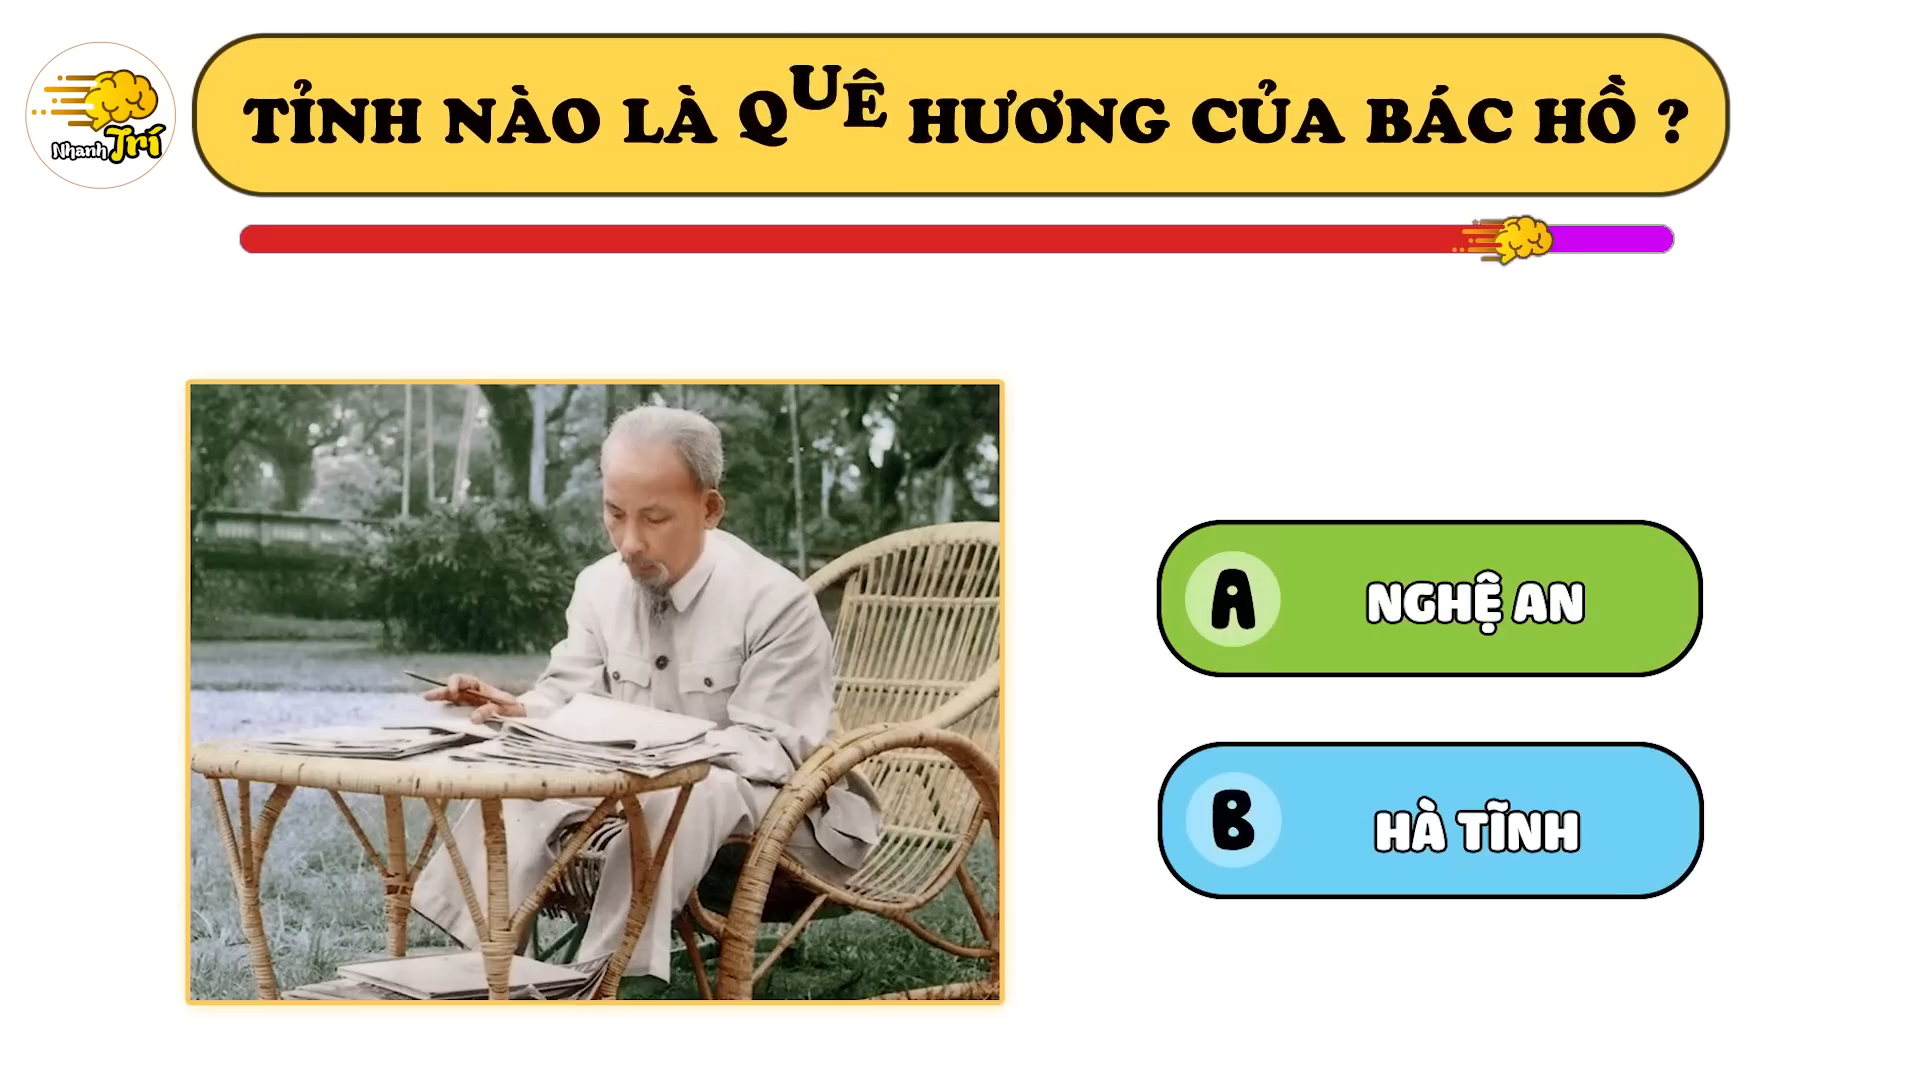 Nhanh Trí
TỈNH NÀO LÀ QUÊ HƯƠNG CỦA BÁC HỒ ?
A NGHỆ AN
B HÀ TĨNH